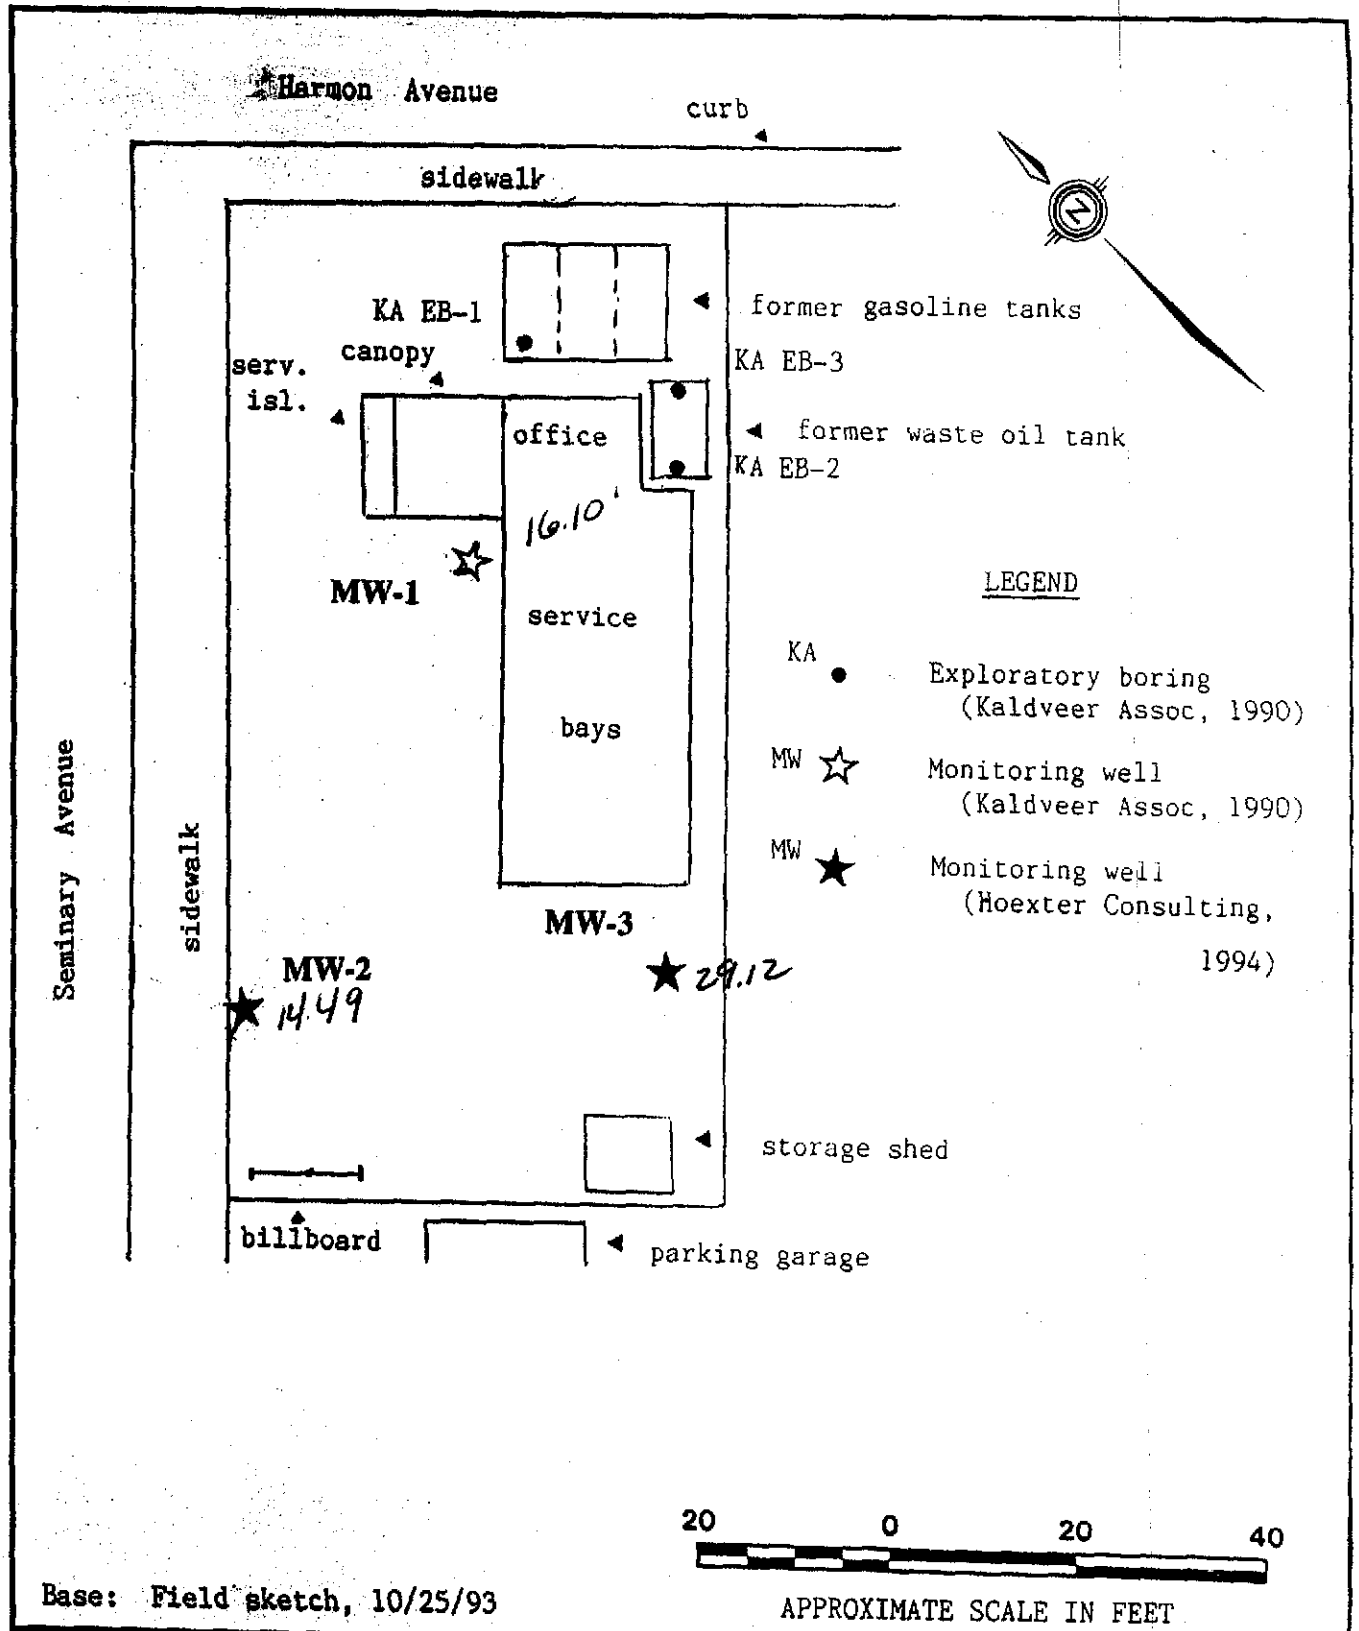 Harmon Avenue
curb
sidewalk
N
KA EB-1
former gasoline tanks
canopy
KA EB-3
serv.
isl.
office
former waste oil tank
KA EB-2
16.10'
MW-1
LEGEND
service
KA
Exploratory boring
(Kaldveer Assoc, 1990)
bays
MW
Monitoring well
(Kaldveer Assoc, 1990)
Seminary Avenue
sidewalk
MW
Monitoring well
(Hoexter Consulting,
1994)
MW-3
29.12
MW-2
14.49
storage shed
billboard
parking garage
20 0 20 40
Base: Field sketch, 10/25/93
APPROXIMATE SCALE IN FEET